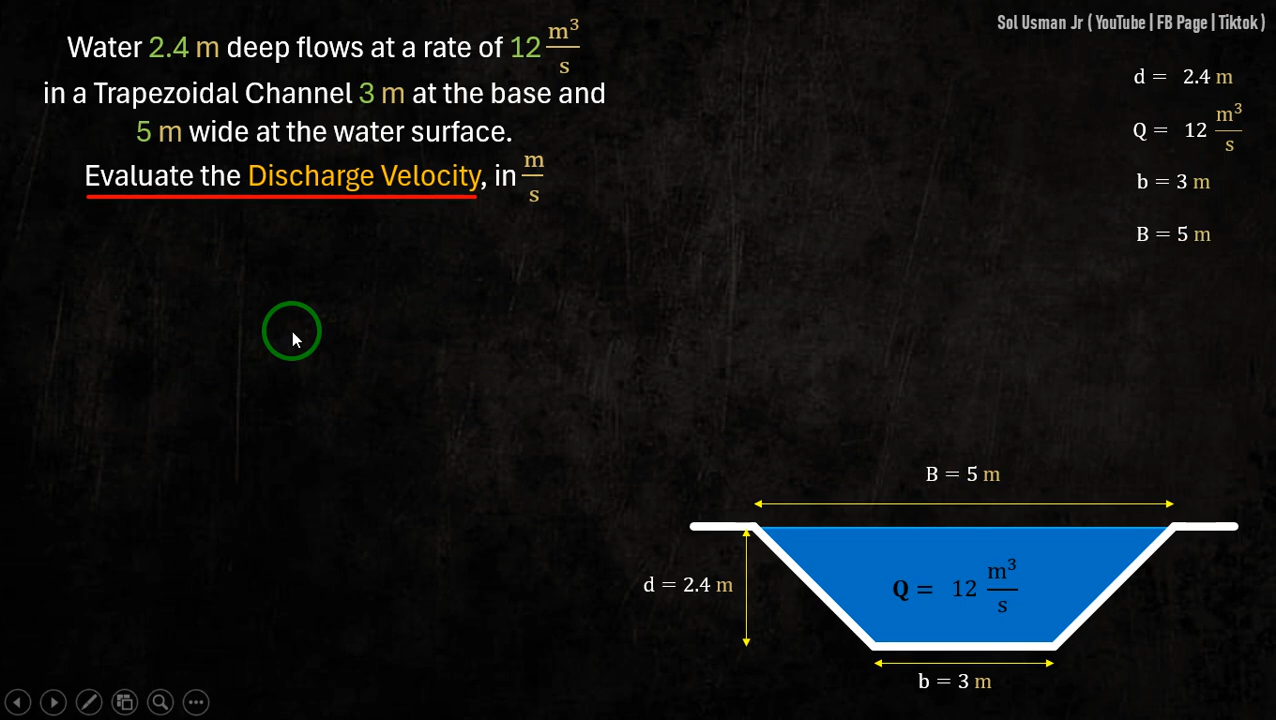 Sol Usman Jr ( YouTube | FB Page | Tiktok )
Water 2.4 m deep flows at a rate of 12 m³/s
in a Trapezoidal Channel 3 m at the base and
5 m wide at the water surface.
Evaluate the Discharge Velocity, in m/s
d = 2.4 m
Q = 12 m³/s
b = 3 m
B = 5 m
B = 5 m
d = 2.4 m
Q = 12 m³/s
b = 3 m